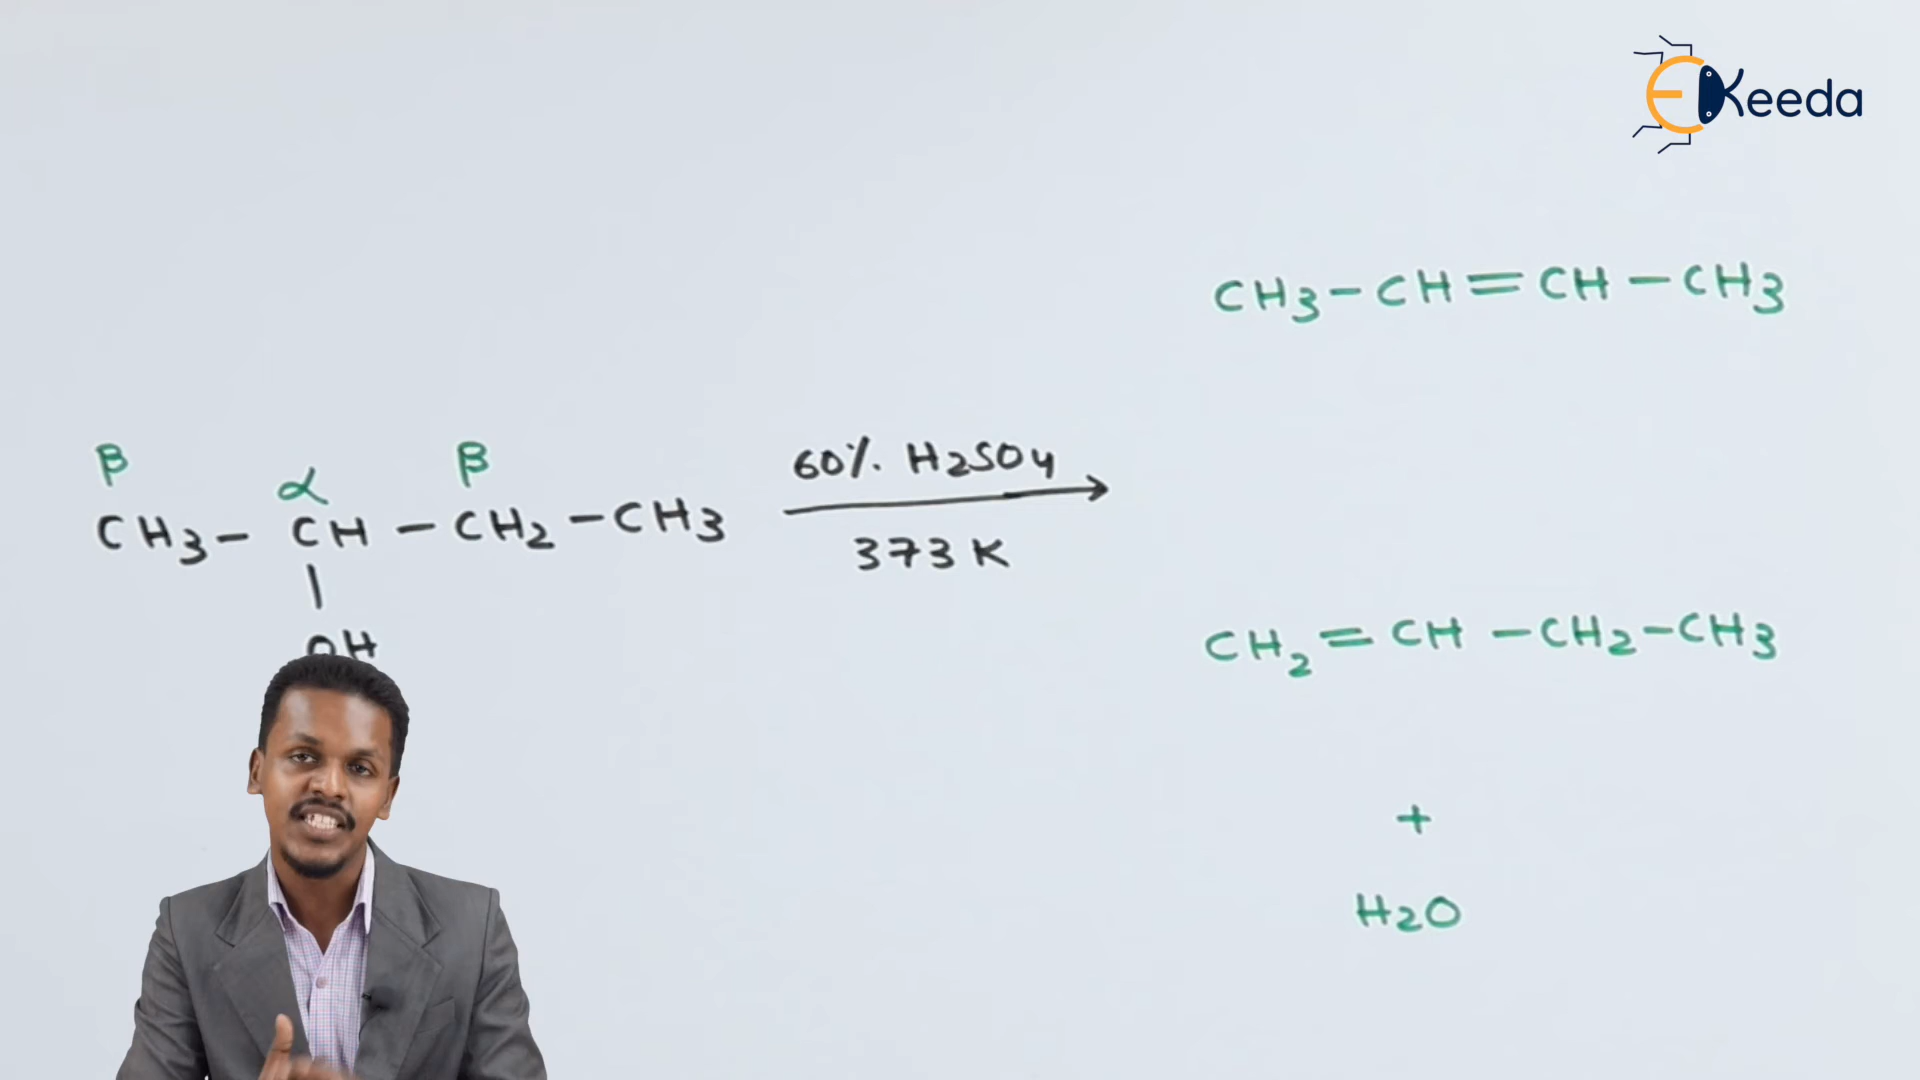 EKeeda
CH3-CH=CH-CH3
β α β
CH3-CH-CH2-CH3
|
OH
60% H2SO4
373 K
CH2=CH-CH2-CH3
+
H2O